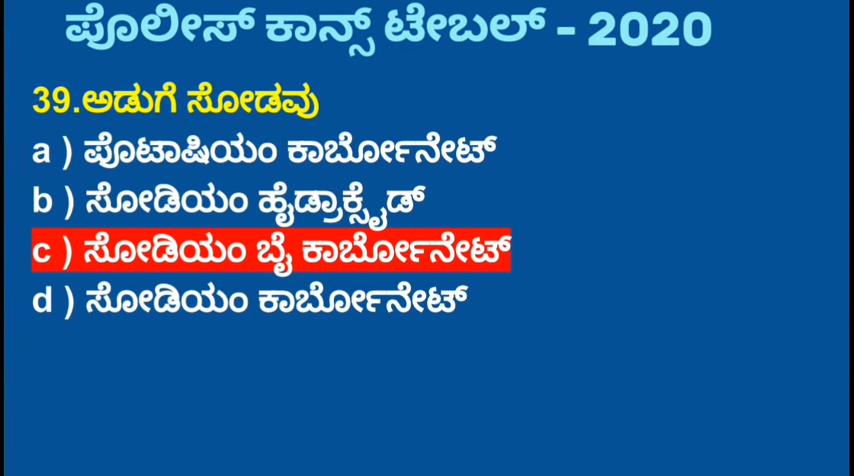 ಪೊಲೀಸ್ ಕಾನ್ಸ್ ಟೇಬಲ್ - 2020
39.ಅಡುಗೆ ಸೋಡವು
a ) ಪೊಟಾಷಿಯಂ ಕಾರ್ಬೋನೇಟ್
b ) ಸೋಡಿಯಂ ಹೈಡ್ರಾಕ್ಸೈಡ್
c ) ಸೋಡಿಯಂ ಬೈ ಕಾರ್ಬೋನೇಟ್
d ) ಸೋಡಿಯಂ ಕಾರ್ಬೋನೇಟ್